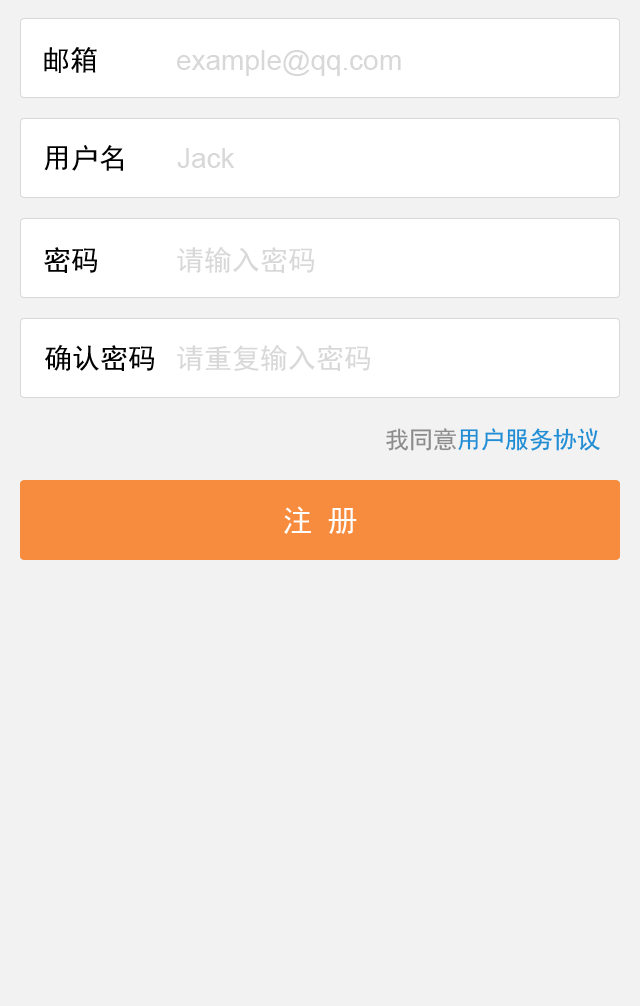 邮箱 example@qq.com
用户名 Jack
密码 请输入密码
确认密码 请重复输入密码
我同意用户服务协议
注 册